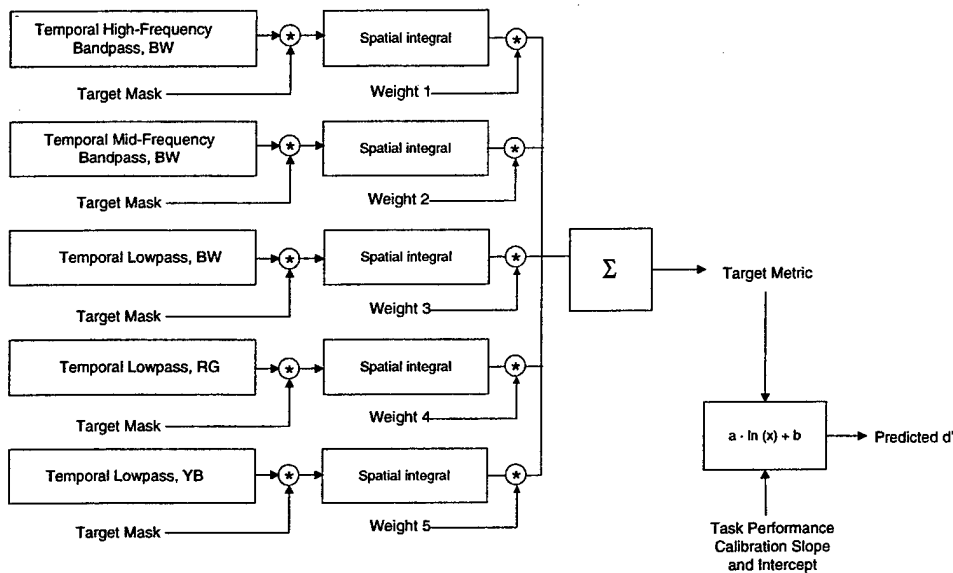 Temporal High-Frequency
Bandpass, BW
*
Spatial integral
*
Target Mask
Weight 1
Temporal Mid-Frequency
Bandpass, BW
*
Spatial integral
*
Target Mask
Weight 2
Temporal Lowpass, BW
*
Spatial integral
*
Target Mask
Weight 3
Σ
Target Metric
Temporal Lowpass, RG
*
Spatial integral
*
Target Mask
Weight 4
a · ln (x) + b
Predicted d'
Temporal Lowpass, YB
*
Spatial integral
*
Target Mask
Weight 5
Task Performance
Calibration Slope
and Intercept